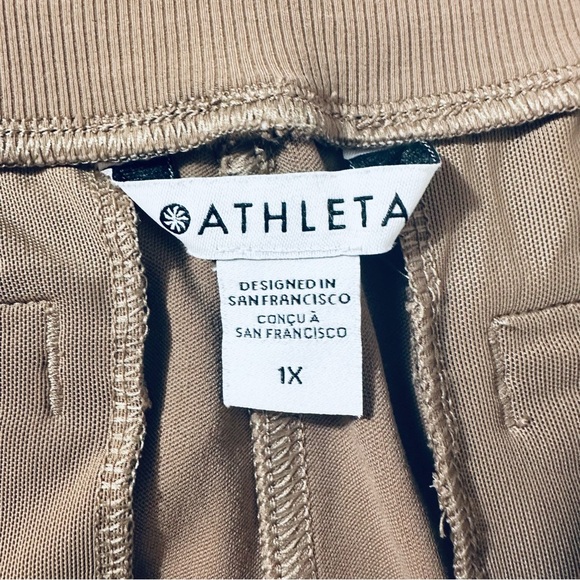 ATHLETA
DESIGNED IN
SAN FRANCISCO
CONÇU À
SAN FRANCISCO
1X